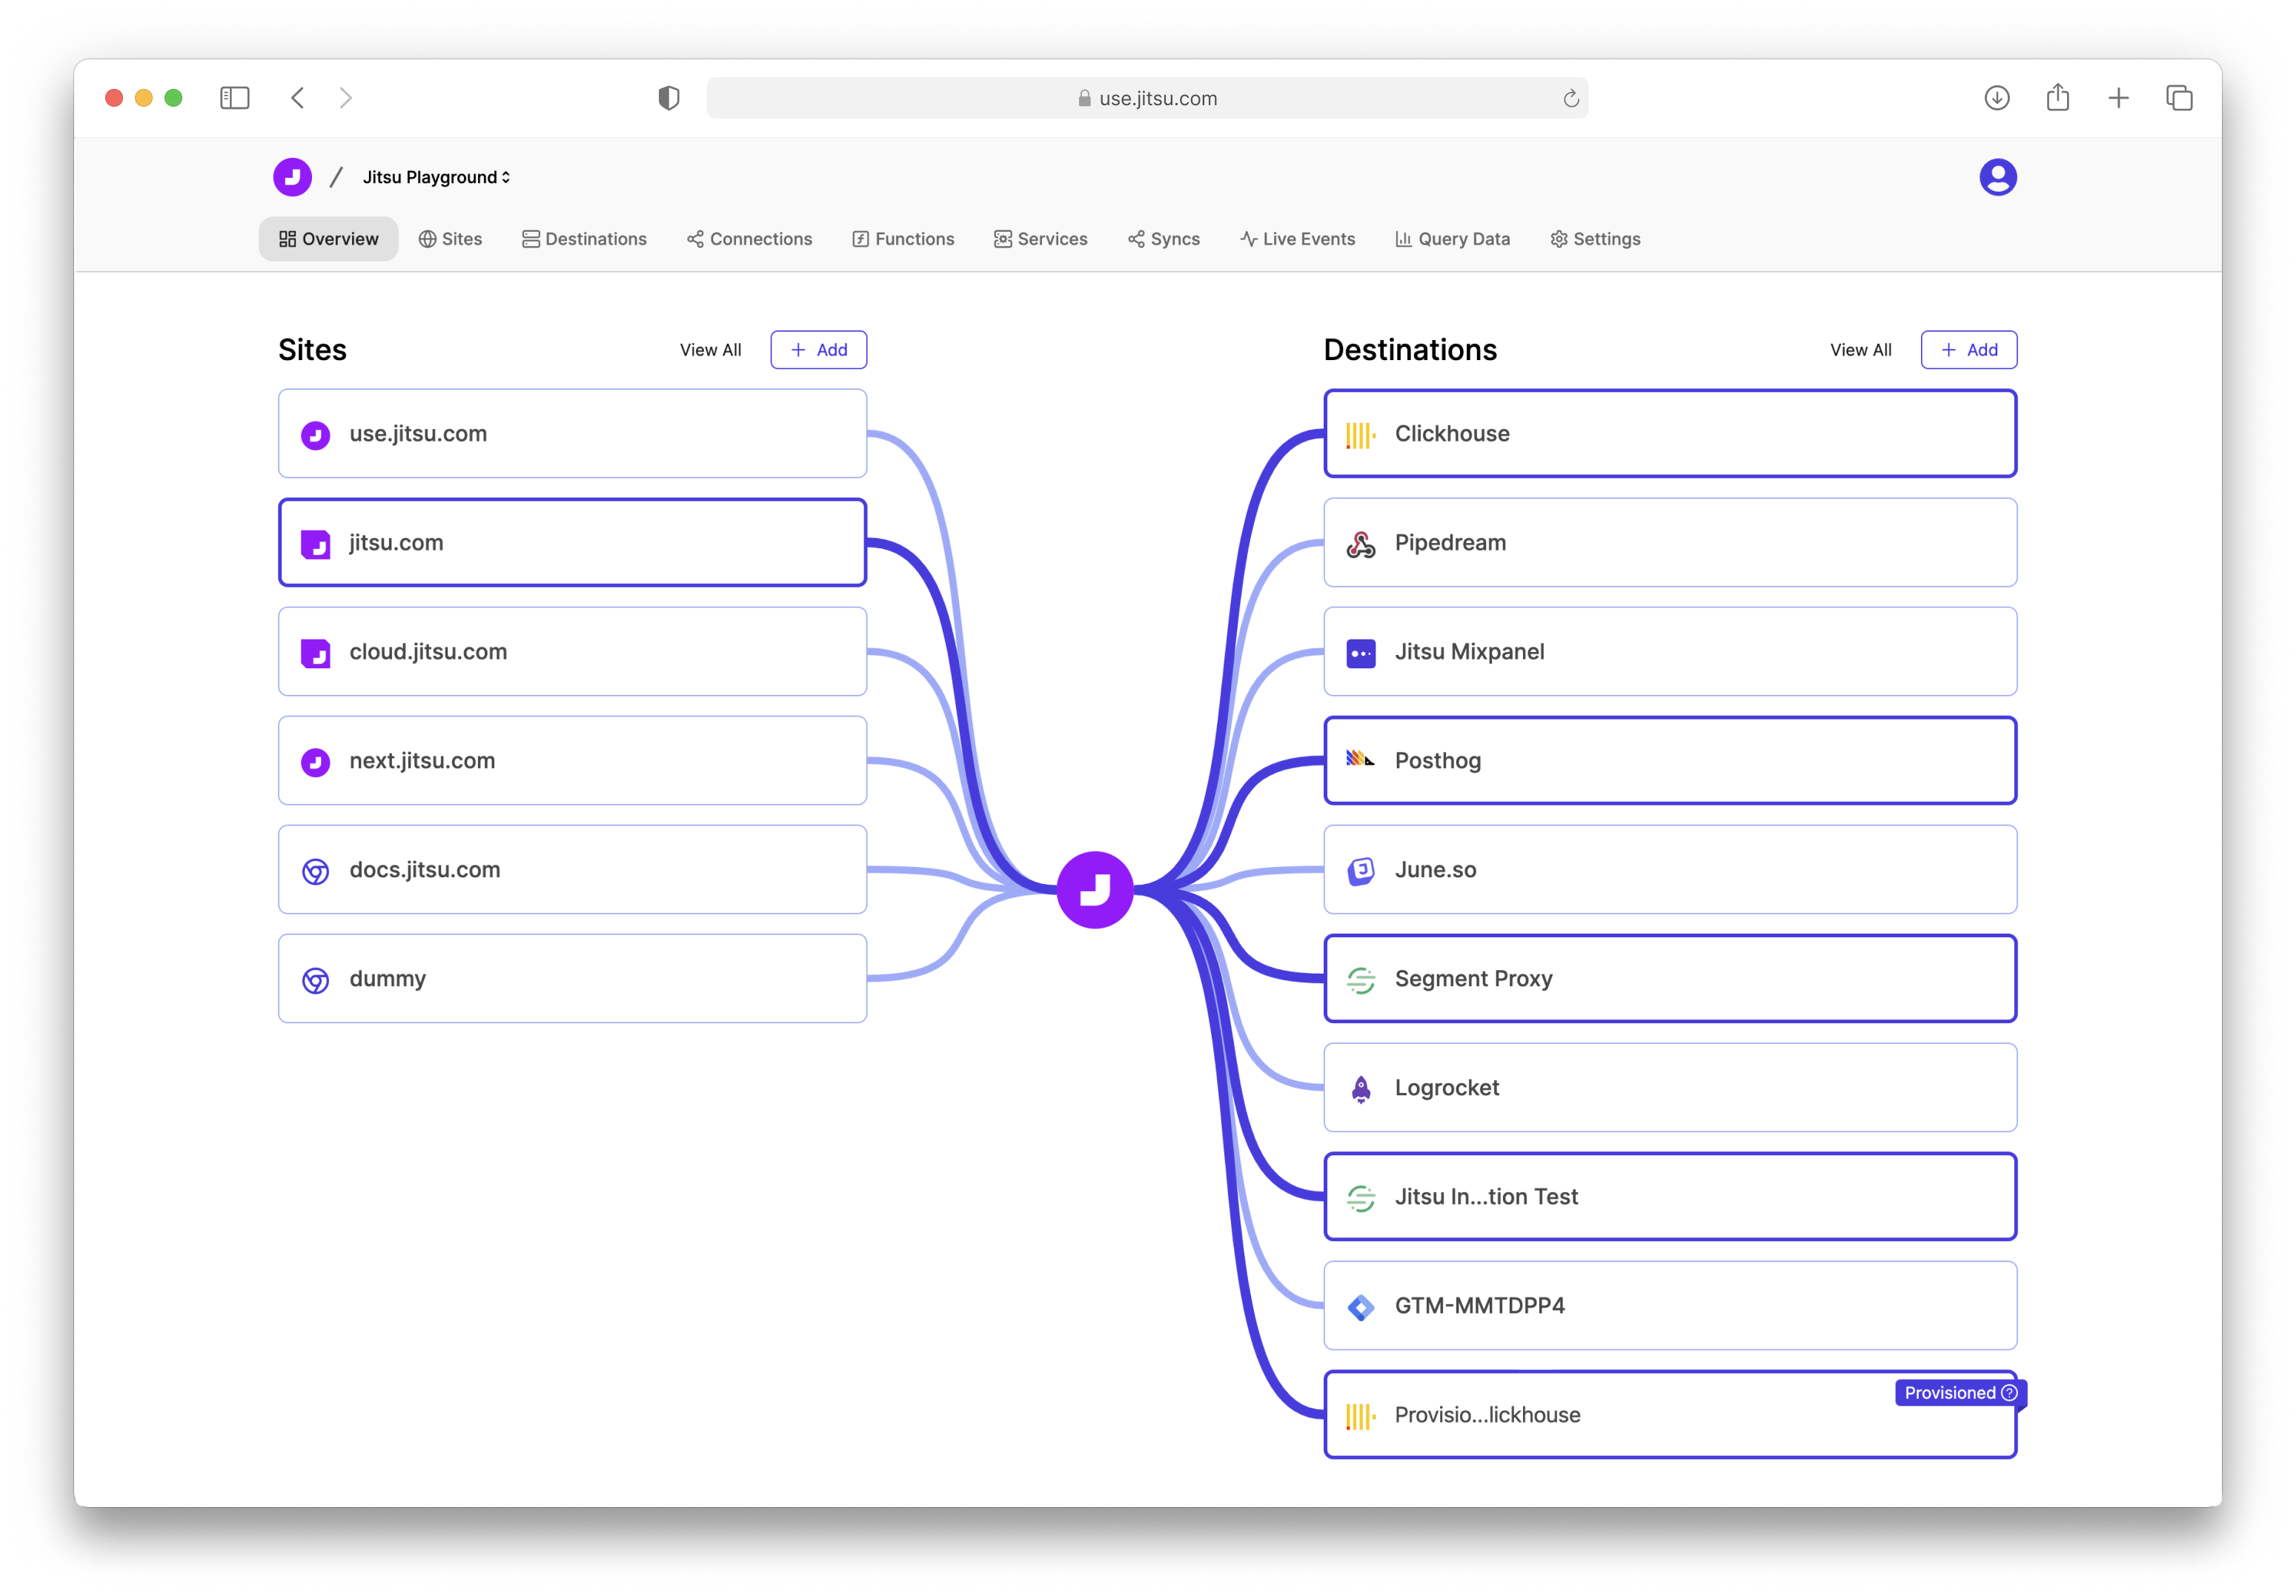 use.jitsu.com
/ Jitsu Playground
Overview Sites Destinations Connections Functions Services Syncs Live Events Query Data Settings
Sites View All + Add
use.jitsu.com
jitsu.com
cloud.jitsu.com
next.jitsu.com
docs.jitsu.com
dummy
Destinations View All + Add
Clickhouse
Pipedream
Jitsu Mixpanel
Posthog
June.so
Segment Proxy
Logrocket
Jitsu In...tion Test
GTM-MMTDPP4
Provisioned ?
Provisio...lickhouse